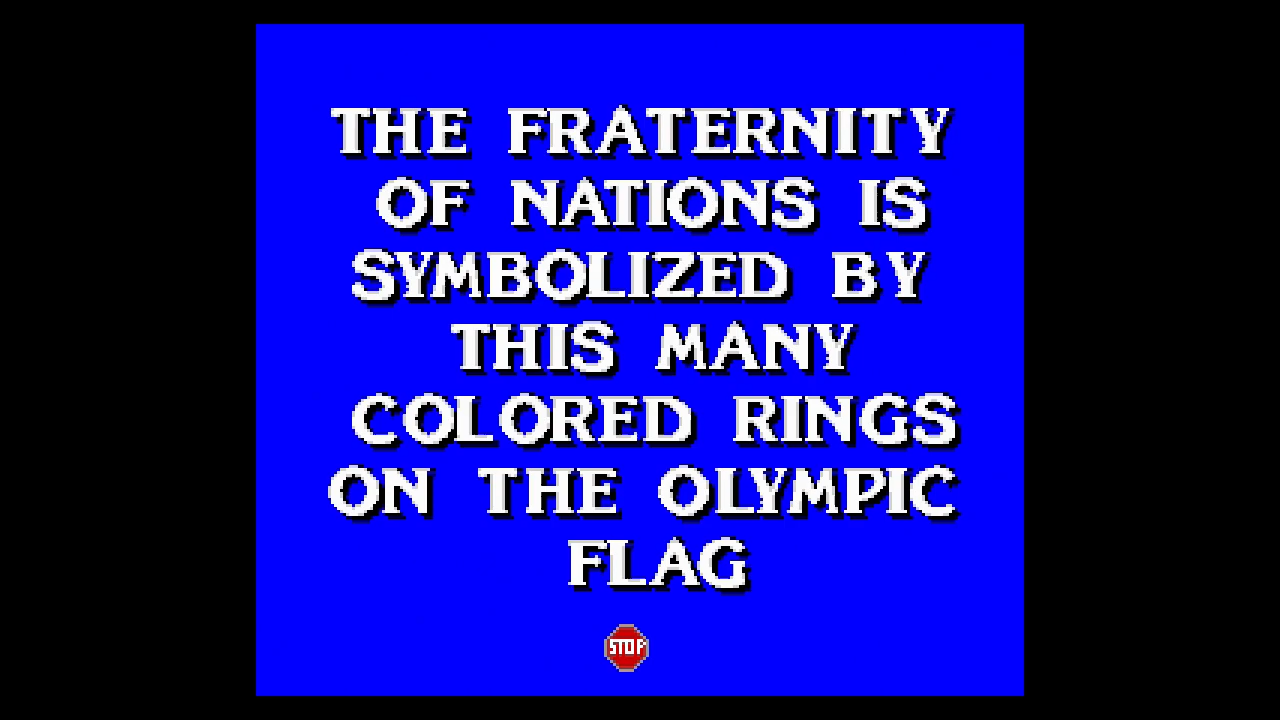 THE FRATERNITY
OF NATIONS IS
SYMBOLIZED BY
THIS MANY
COLORED RINGS
ON THE OLYMPIC
FLAG
STOP